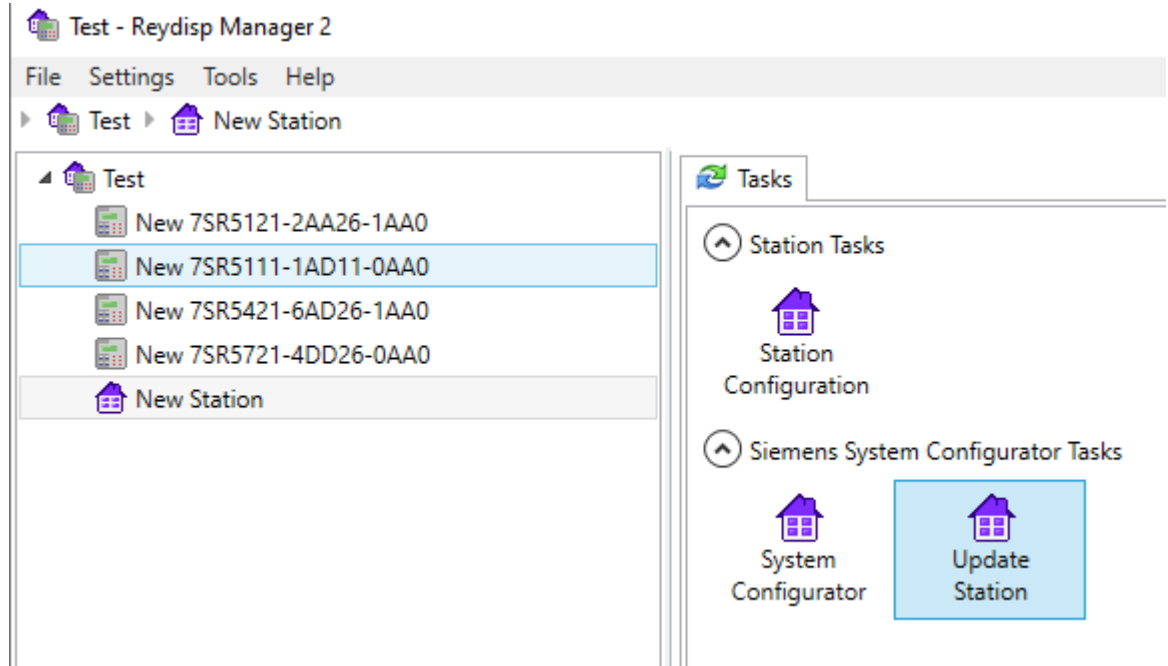 Test - Reydisp Manager 2
File Settings Tools Help
Test New Station
Test
New 7SR5121-2AA26-1AA0
New 7SR5111-1AD11-0AA0
New 7SR5421-6AD26-1AA0
New 7SR5721-4DD26-0AA0
New Station
Tasks
Station Tasks
Station
Configuration
Siemens System Configurator Tasks
System
Configurator
Update
Station